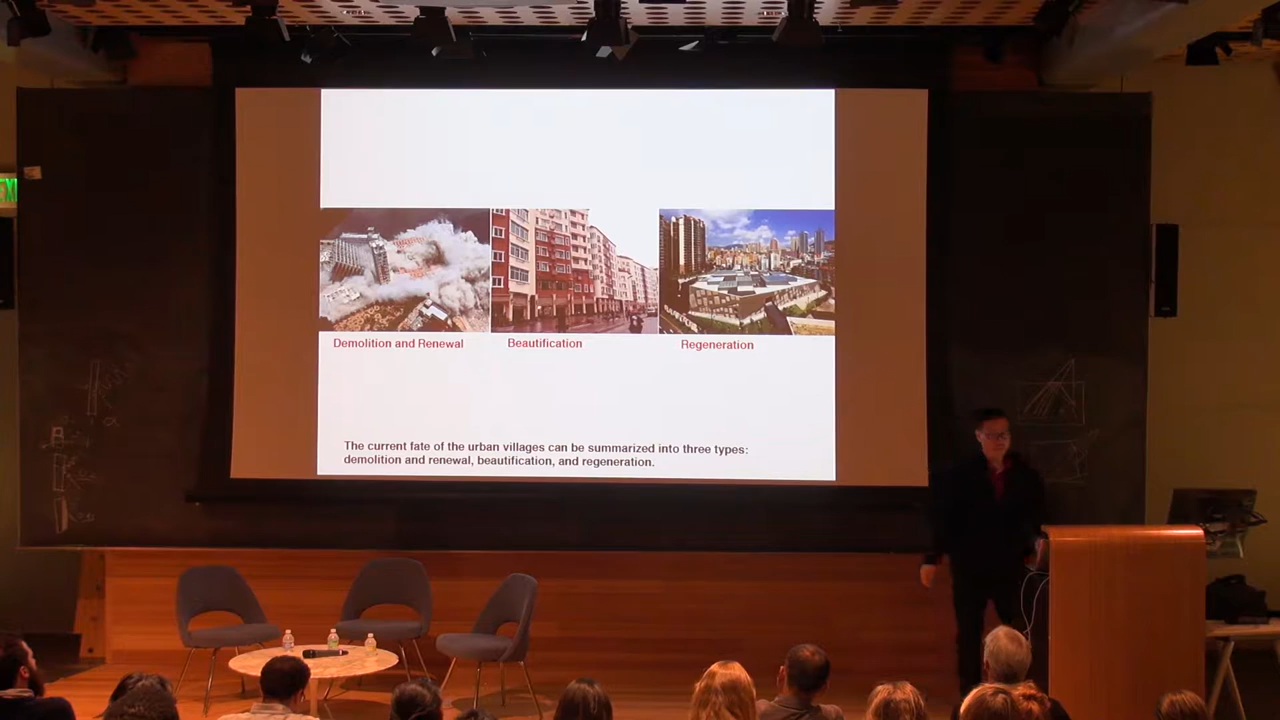 EXI
Demolition and Renewal
Beautification
Regeneration
The current fate of the urban villages can be summarized into three types:
demolition and renewal, beautification, and regeneration.